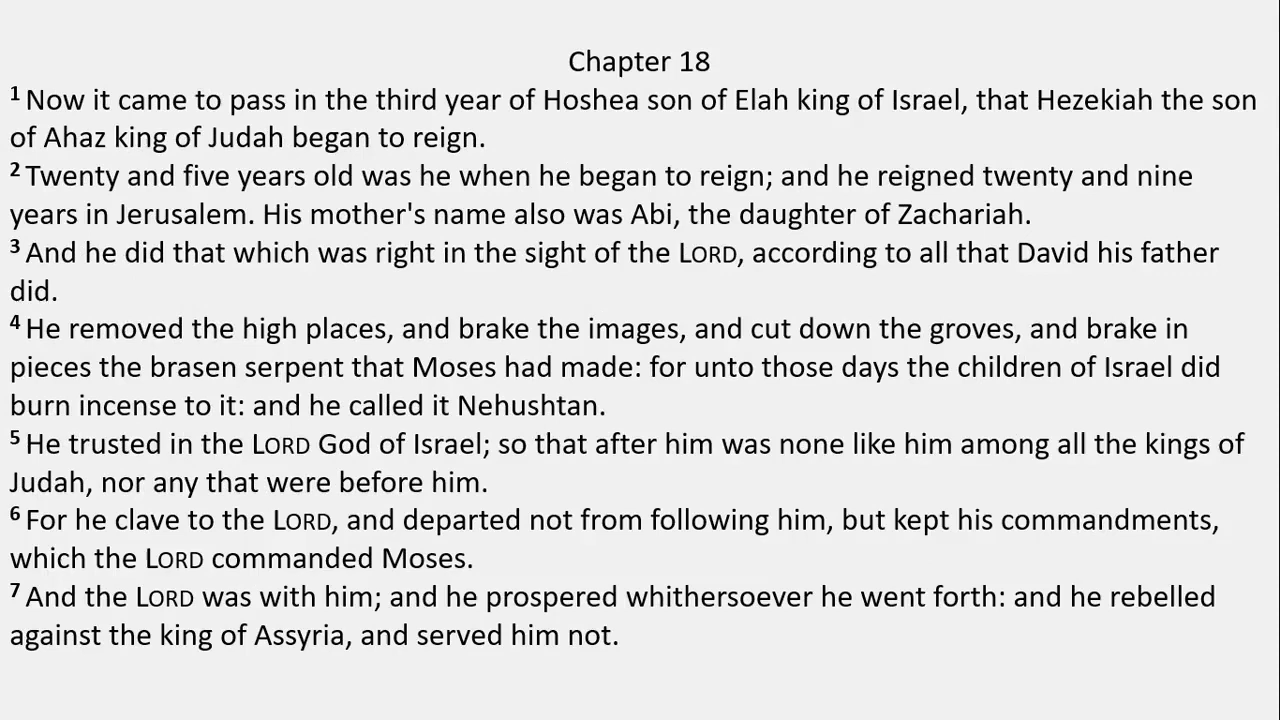 Chapter 18
1 Now it came to pass in the third year of Hoshea son of Elah king of Israel, that Hezekiah the son
of Ahaz king of Judah began to reign.
2 Twenty and five years old was he when he began to reign; and he reigned twenty and nine
years in Jerusalem. His mother's name also was Abi, the daughter of Zachariah.
3 And he did that which was right in the sight of the LORD, according to all that David his father
did.
4 He removed the high places, and brake the images, and cut down the groves, and brake in
pieces the brasen serpent that Moses had made: for unto those days the children of Israel did
burn incense to it: and he called it Nehushtan.
5 He trusted in the LORD God of Israel; so that after him was none like him among all the kings of
Judah, nor any that were before him.
6 For he clave to the LORD, and departed not from following him, but kept his commandments,
which the LORD commanded Moses.
7 And the LORD was with him; and he prospered whithersoever he went forth: and he rebelled
against the king of Assyria, and served him not.